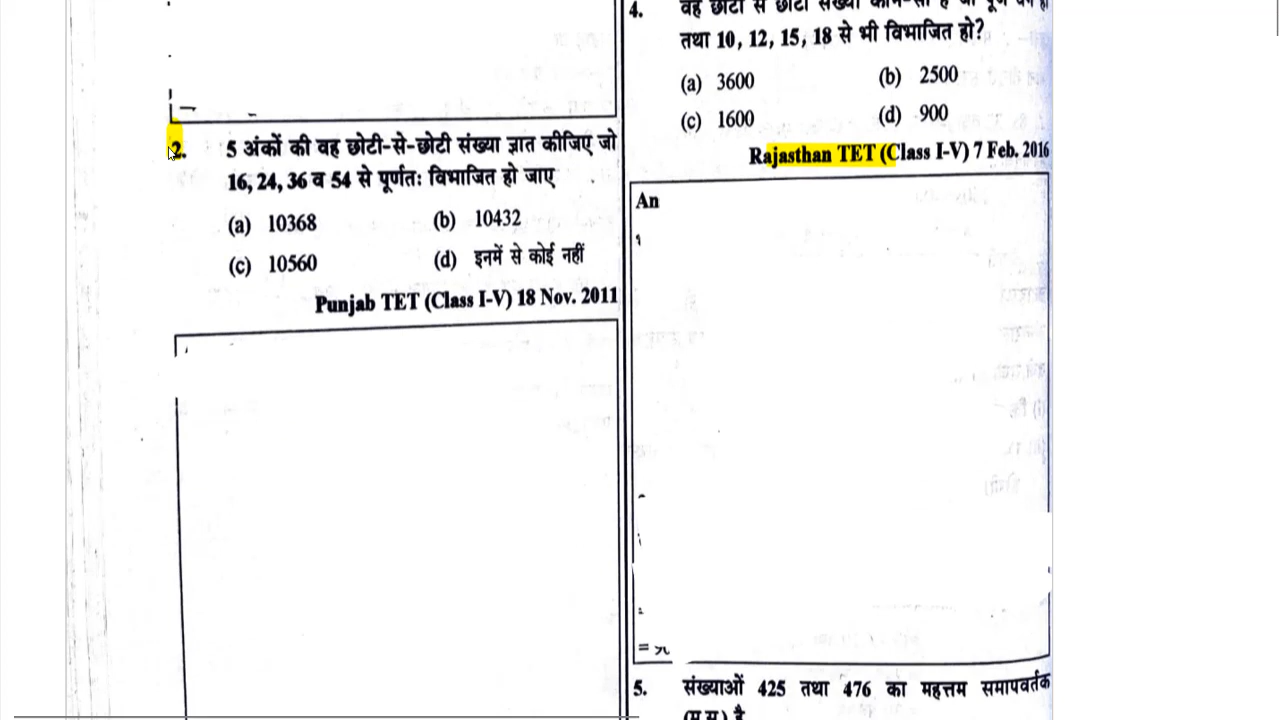 2. 5 अंकों की वह छोटी-से-छोटी संख्या ज्ञात कीजिए जो
16, 24, 36 व 54 से पूर्णतः विभाजित हो जाए
(a) 10368 (b) 10432
(c) 10560 (d) इनमें से कोई नहीं
Punjab TET (Class I-V) 18 Nov. 2011
4. वह छोटी से छोटी संख्या कौन-सी है जो पूर्ण वर्ग हो
तथा 10, 12, 15, 18 से भी विभाजित हो?
(a) 3600 (b) 2500
(c) 1600 (d) 900
Rajasthan TET (Class I-V) 7 Feb. 2016
An
5. संख्याओं 425 तथा 476 का महत्तम समापवर्तक
(म.स.) है